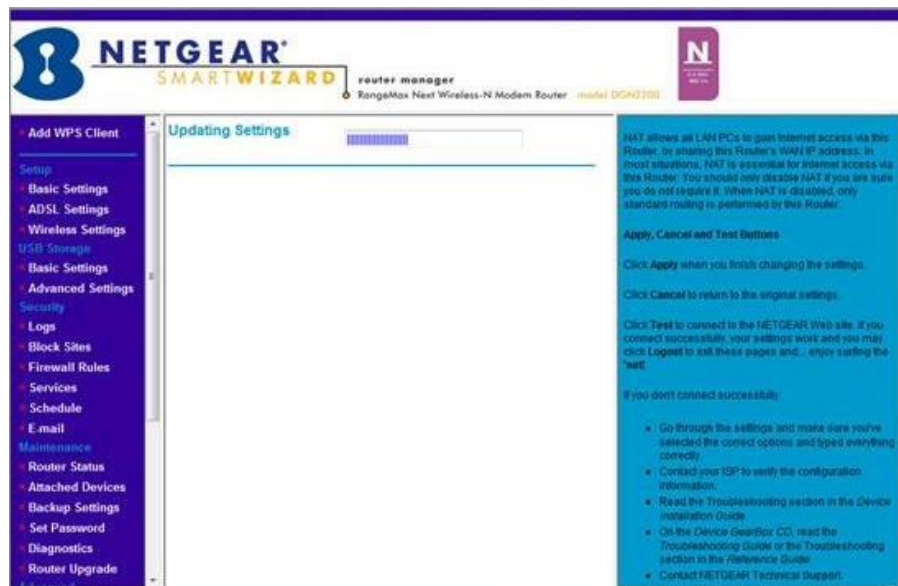 NETGEAR®
SMARTWIZARD
router manager
RangeMax Next Wireless-N Modem Router model DGN2200
N
Add WPS Client
Setup
Basic Settings
ADSL Settings
Wireless Settings
USB Storage
Basic Settings
Advanced Settings
Security
Logs
Block Sites
Firewall Rules
Services
Schedule
E-mail
Maintenance
Router Status
Attached Devices
Backup Settings
Set Password
Diagnostics
Router Upgrade
Updating Settings
NAT allows all LAN PCs to gain Internet access via this
Router, by sharing this Router's WAN IP address. In
most situations, NAT is essential for Internet access via
this Router. You should only disable NAT if you are sure
you do not require it. When NAT is disabled, only
standard routing is performed by this Router.
Apply, Cancel and Test Buttons
Click Apply when you finish changing the settings.
Click Cancel to return to the original settings.
Click Test to connect to the NETGEAR Web site. If you
connect successfully, your settings work and you may
click Logout to exit these pages and... enjoy surfing the
'net!
If you don't connect successfully:
Go through the settings and make sure you've
selected the correct options and typed everything
correctly.
Contact your ISP to verify the configuration
information.
Read the Troubleshooting section in the Device
Installation Guide.
On the Device GearBox CD, read the
Troubleshooting Guide or the Troubleshooting
section in the Reference Guide.
Contact NETGEAR Technical Support.